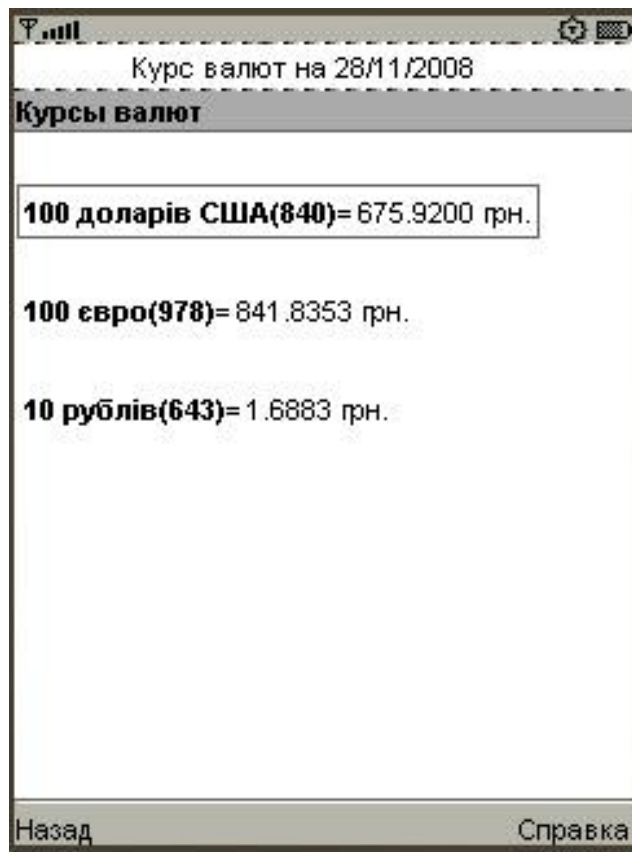 Курс валют на 28/11/2008
Курсы валют
100 доларів США(840)= 675.9200 грн.
100 євро(978)= 841.8353 грн.
10 рублів(643)= 1.6883 грн.
Назад Справка